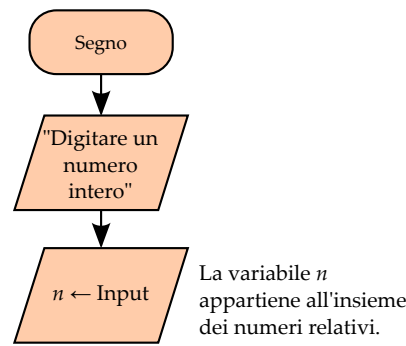 Segno
"Digitare un
numero
intero"
n ← Input
La variabile n
appartiene all'insieme
dei numeri relativi.